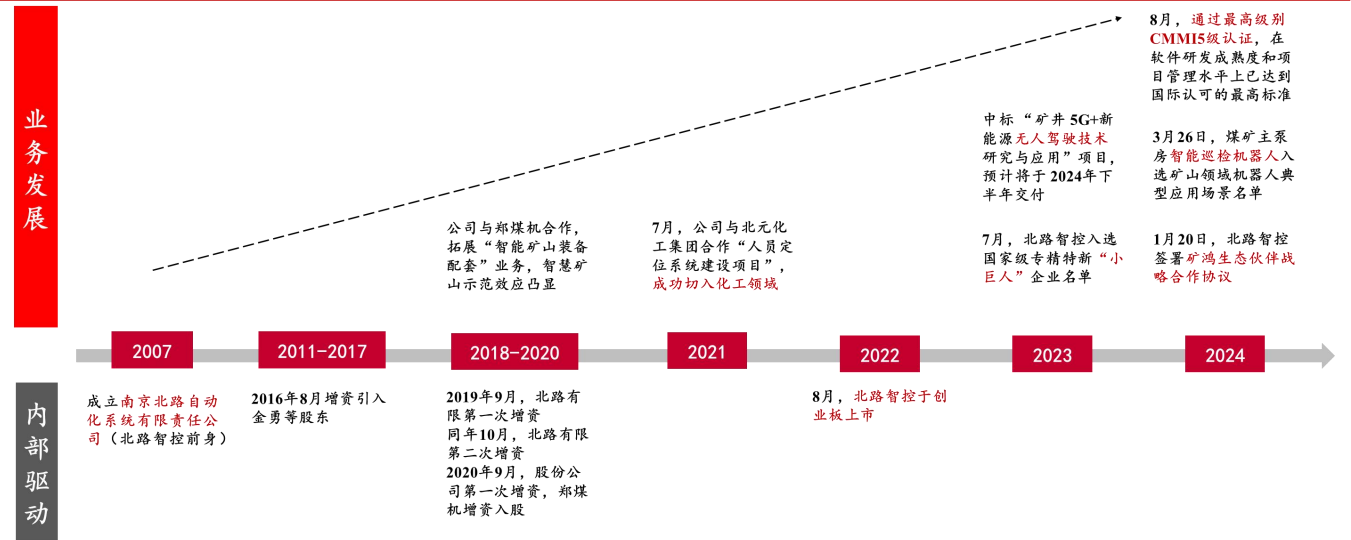 业务发展
8月，通过最高级别
CMMI5级认证，在
软件研发成熟度和项
目管理水平上已达到
国际认可的最高标准
中标 “矿井 5G+新
能源无人驾驶技术
研究与应用”项目，
预计将于 2024年下
半年交付
3月26日，煤矿主泵
房智能巡检机器人入
选矿山领域机器人典
型应用场景名单
公司与郑煤机合作，
拓展“智能矿山装备
配套”业务，智慧矿
山示范效应凸显
7月，公司与北元化
工集团合作“人员定
位系统建设项目”，
成功切入化工领域
7月，北路智控入选
国家级专精特新“小
巨人”企业名单
1月20日，北路智控
签署矿鸿生态伙伴战
略合作协议
2007
2011-2017
2018-2020
2021
2022
2023
2024
内部驱动
成立南京北路自动
化系统有限责任公
司（北路智控前身）
2016年8月增资引入
金勇等股东
2019年9月，北路有
限第一次增资
同年10月，北路有限
第二次增资
2020年9月，股份公
司第一次增资，郑煤
机增资入股
8月，北路智控于创
业板上市